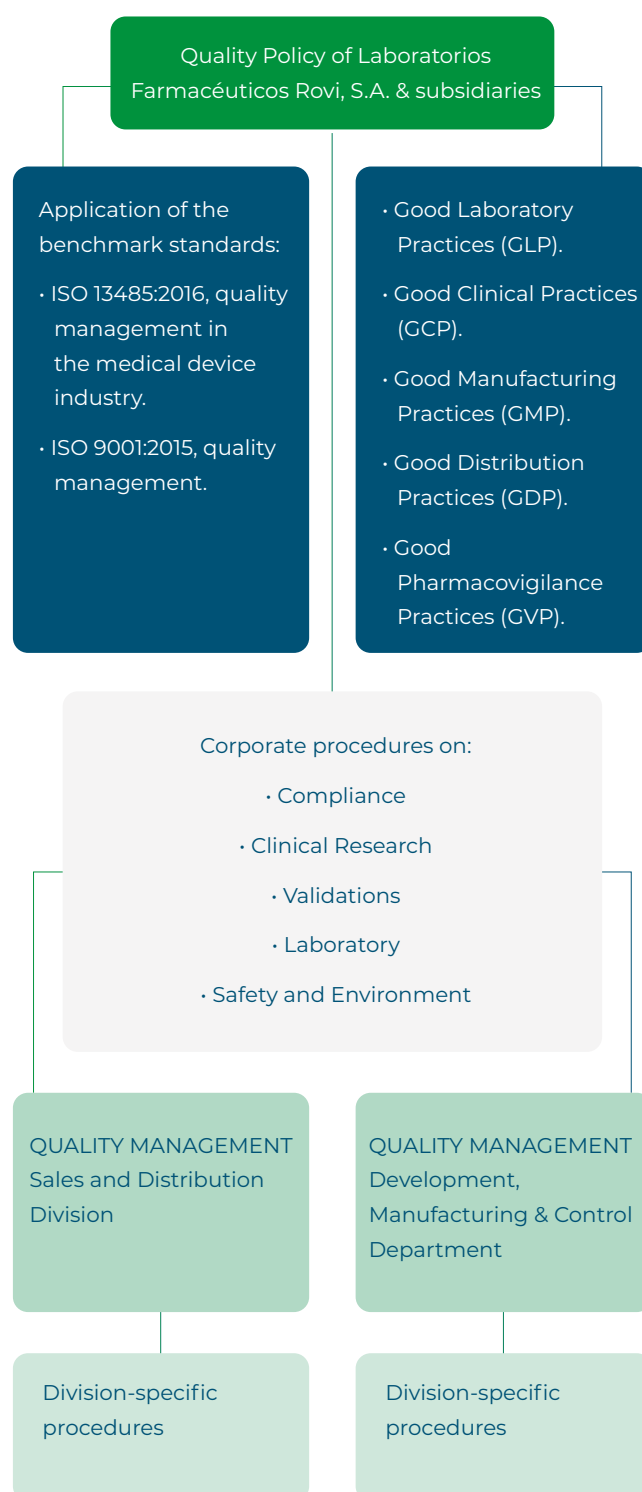 Quality Policy of Laboratorios
Farmacéuticos Rovi, S.A. & subsidiaries
Application of the
benchmark standards:
· ISO 13485:2016, quality
management in
the medical device
industry.
· ISO 9001:2015, quality
management.
· Good Laboratory
Practices (GLP).
· Good Clinical Practices
(GCP).
· Good Manufacturing
Practices (GMP).
· Good Distribution
Practices (GDP).
· Good
Pharmacovigilance
Practices (GVP).
Corporate procedures on:
· Compliance
· Clinical Research
· Validations
· Laboratory
· Safety and Environment
QUALITY MANAGEMENT
Sales and Distribution
Division
QUALITY MANAGEMENT
Development,
Manufacturing & Control
Department
Division-specific
procedures
Division-specific
procedures